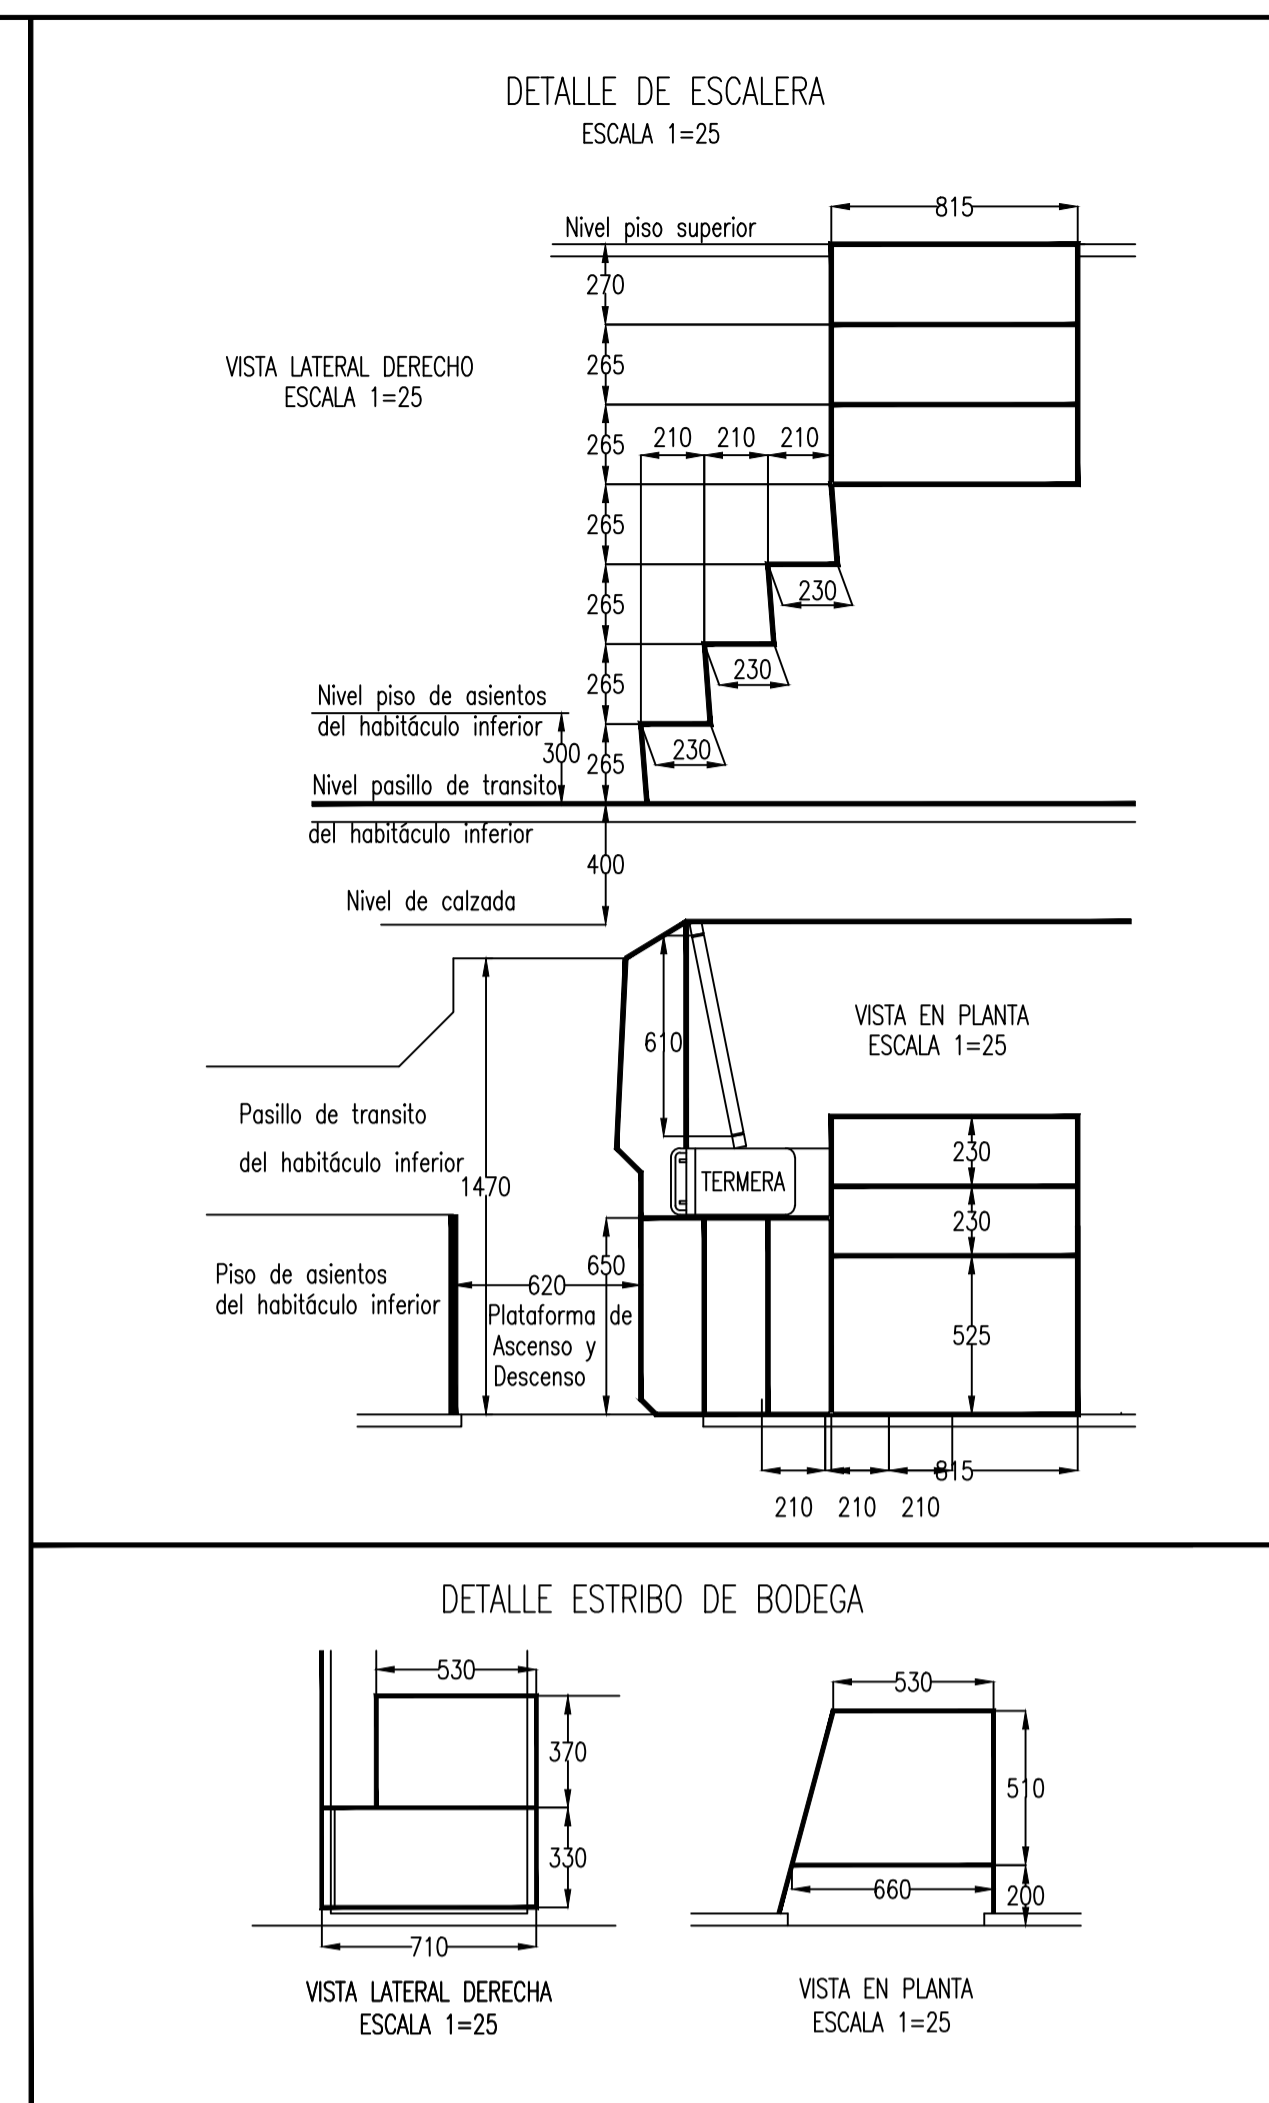 DETALLE DE ESCALERA
ESCALA 1=25
815
Nivel piso superior
270
VISTA LATERAL DERECHO
ESCALA 1=25
265
265
210 210 210
265
265
230
265
230
Nivel piso de asientos
del habitáculo inferior
300
265
230
Nivel pasillo de transito
del habitáculo inferior
400
Nivel de calzada
VISTA EN PLANTA
ESCALA 1=25
610
Pasillo de transito
del habitáculo inferior
1470
TERMERA
230
230
Piso de asientos
del habitáculo inferior
620
650
Plataforma de
Ascenso y
Descenso
525
815
210 210 210
DETALLE ESTRIBO DE BODEGA
530
370
330
710
VISTA LATERAL DERECHA
ESCALA 1=25
530
510
660
200
VISTA EN PLANTA
ESCALA 1=25